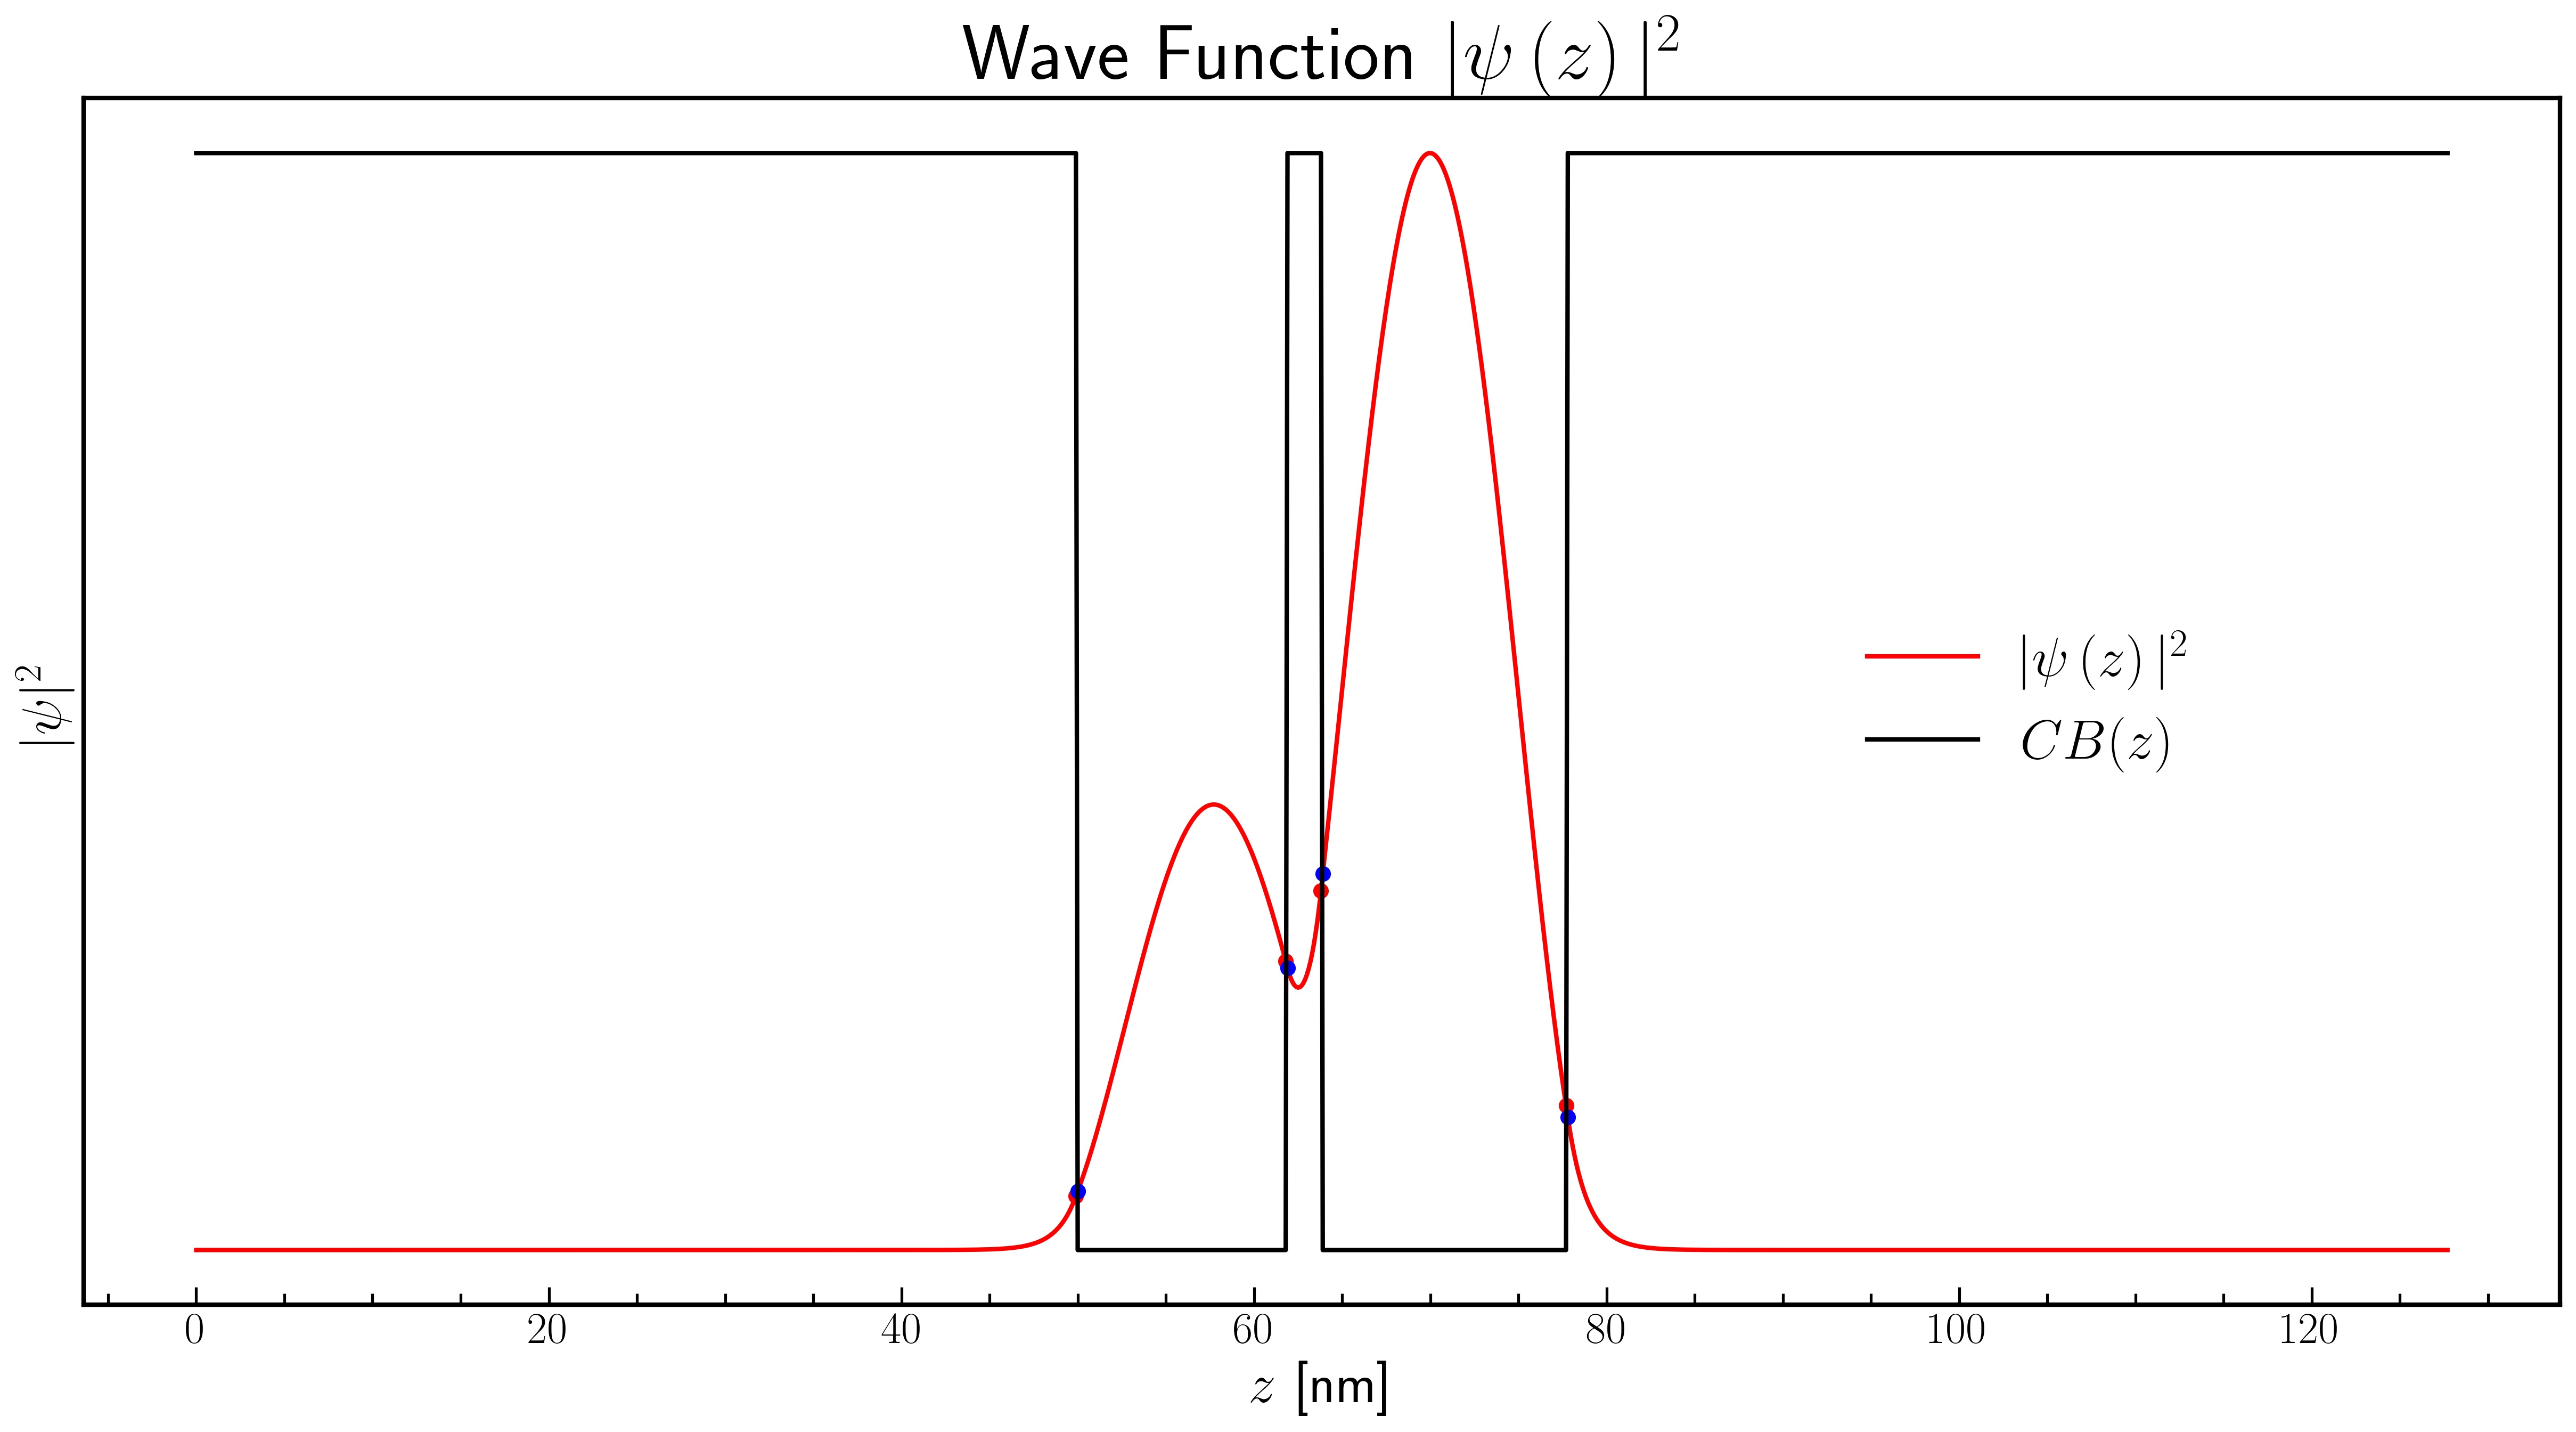 Wave Function |ψ(z)|²
|ψ|²
|ψ(z)|²
CB(z)
0 20 40 60 80 100 120
z [nm]